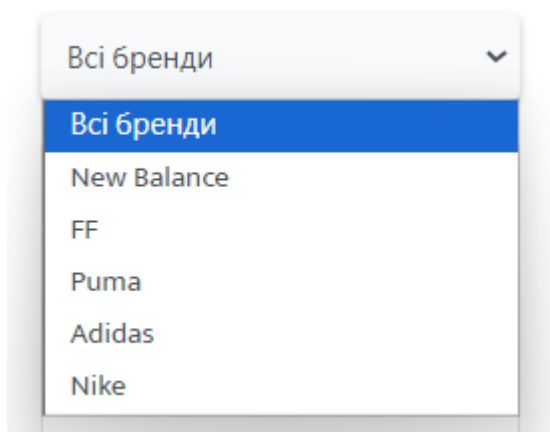 Всі бренди
Всі бренди
New Balance
FF
Puma
Adidas
Nike